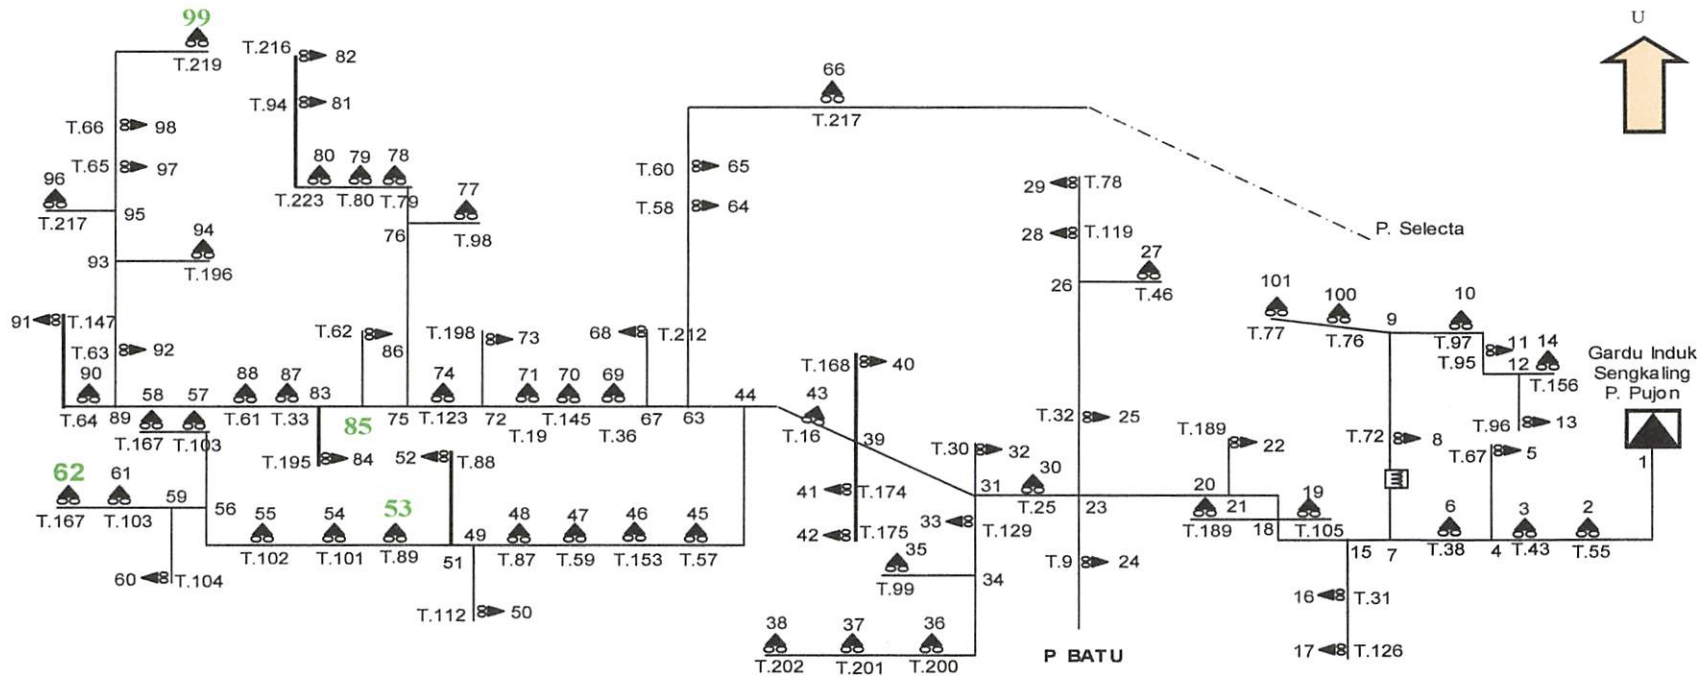 99
T.219
T.216
82
T.94
81
T.66
98
T.65
97
96
T.217
95
80
79
78
T.223
T.80
T.79
77
76
T.98
94
93
T.196
66
T.217
T.60
65
T.58
64
29
T.78
28
T.119
27
26
T.46
P. Selecta
U
91
T.147
T.63
92
90
T.64
89
58
57
T.167
T.103
88
87
83
T.61
T.33
T.62
86
85
75
74
T.123
T.198
73
72
71
70
69
T.19
T.145
T.36
68
T.212
67
63
44
43
T.16
T.168
40
39
41
T.174
42
T.175
T.195
84
52
T.88
62
61
59
T.167
T.103
56
60
T.104
55
54
53
T.102
T.101
T.89
51
49
T.112
50
48
47
46
45
T.87
T.59
T.153
T.57
T.30
32
31
30
T.25
23
33
T.129
35
T.99
34
38
37
36
T.202
T.201
T.200
T.32
25
T.9
24
P BATU
T.189
22
20
21
T.189
19
18
T.105
101
100
T.77
T.76
9
10
T.97
T.95
11
12
14
T.156
T.96
13
T.72
8
T.67
5
6
T.38
4
3
T.43
2
T.55
15
7
16
T.31
17
T.126
Gardu Induk
Sengkaling
P. Pujon
1